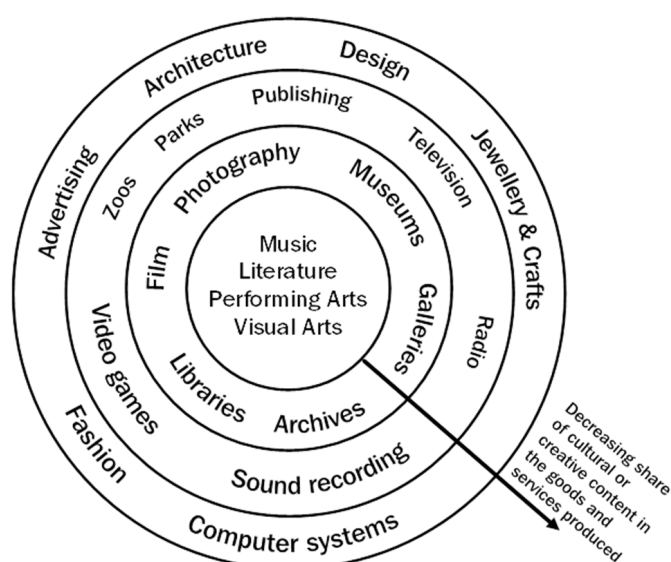 Architecture
Design
Jewellery & Crafts
Advertising
Fashion
Computer systems
Publishing
Parks
Television
Zoos
Radio
Video games
Sound recording
Photography
Museums
Film
Galleries
Libraries
Archives
Music
Literature
Performing Arts
Visual Arts
Decreasing share
of cultural or
creative content in
the goods and
services produced